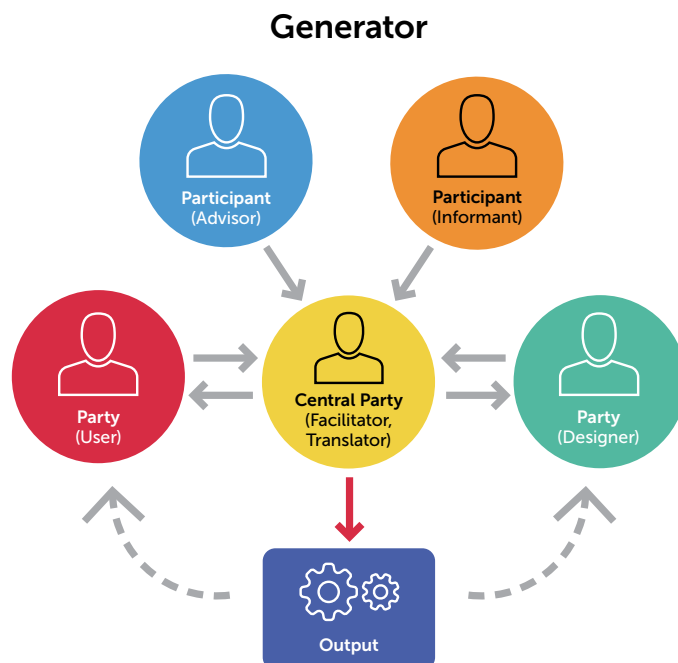 Generator
Participant
(Advisor)
Participant
(Informant)
Party
(User)
Central Party
(Facilitator,
Translator)
Party
(Designer)
Output